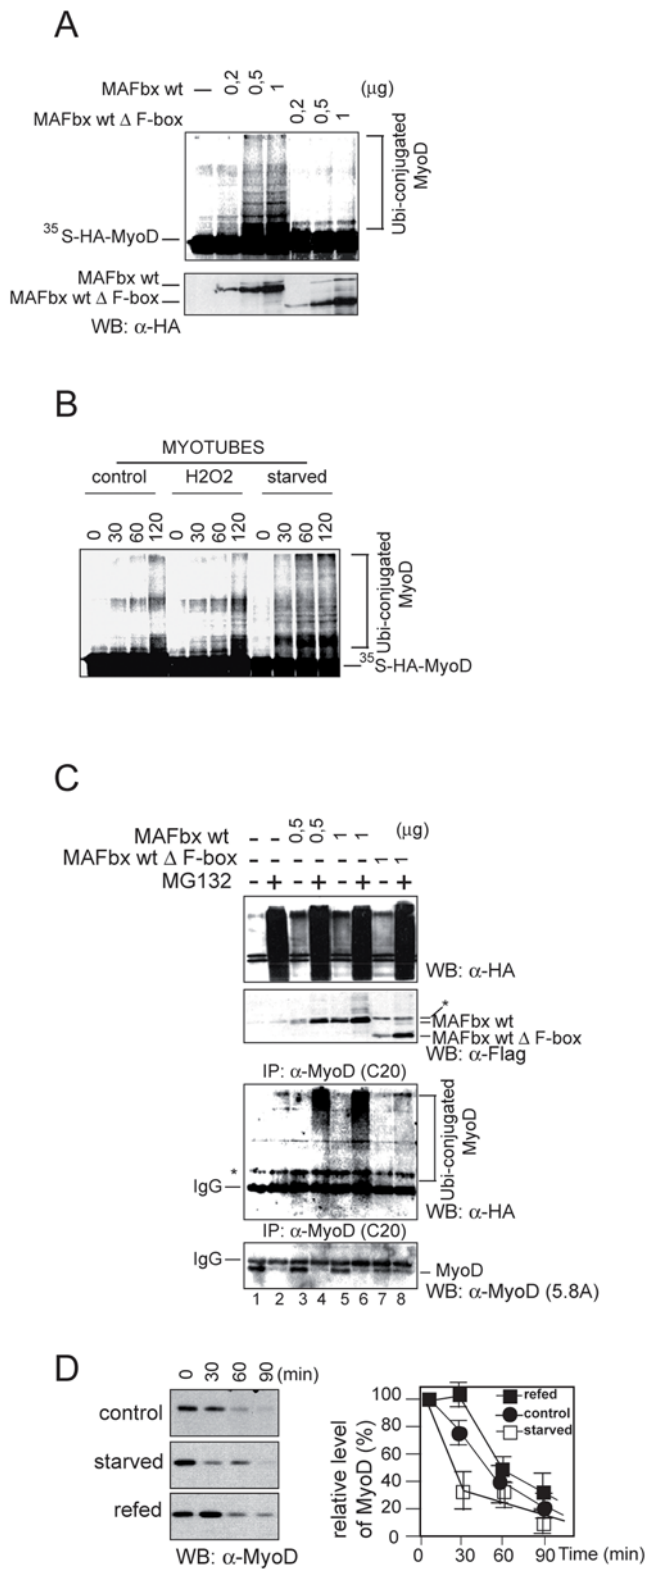 A
MAFbx wt – 0,2 0,5 1 (µg)
MAFbx wt Δ F-box 0,2 0,5 1
Ubi-conjugated
MyoD
35S-HA-MyoD
MAFbx wt
MAFbx wt Δ F-box
WB: α-HA
B
MYOTUBES
control H2O2 starved
0 30 60 120 0 30 60 120 0 30 60 120
Ubi-conjugated
MyoD
35S-HA-MyoD
C
MAFbx wt - - 0,5 0,5 1 1 (µg)
MAFbx wt Δ F-box - - - - - - 1 1
MG132 - + - + - + - +
WB: α-HA
*
MAFbx wt
MAFbx wt Δ F-box
WB: α-Flag
IP: α-MyoD (C20)
Ubi-conjugated
MyoD
*
IgG
WB: α-HA
IP: α-MyoD (C20)
IgG
MyoD
WB: α-MyoD (5.8A)
1 2 3 4 5 6 7 8
D
0 30 60 90 (min)
control
starved
refed
WB: α-MyoD
relative level
of MyoD (%)
100
80
60
40
20
0
refed
control
starved
0 30 60 90 Time (min)